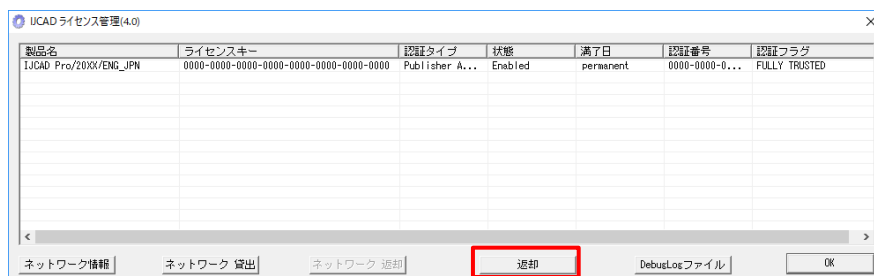 IJCAD ライセンス管理(4.0)
製品名 ライセンスキー 認証タイプ 状態 満了日 認証番号 認証フラグ
IJCAD Pro/20XX/ENG_JPN 0000-0000-0000-0000-0000-0000-0000 Publisher A... Enabled permanent 0000-0000-0... FULLY TRUSTED
ネットワーク情報 ネットワーク 貸出 ネットワーク 返却 返却 DebugLogファイル OK